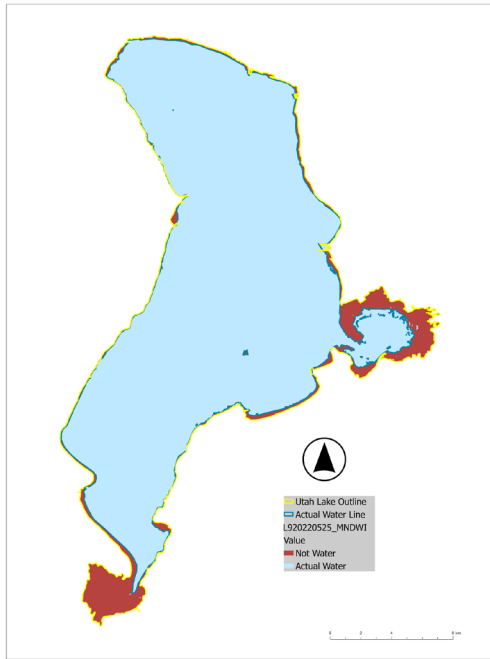 Utah Lake Outline
Actual Water Line
L920220525_MNDWI
Value
Not Water
Actual Water
0 2 4 8 km